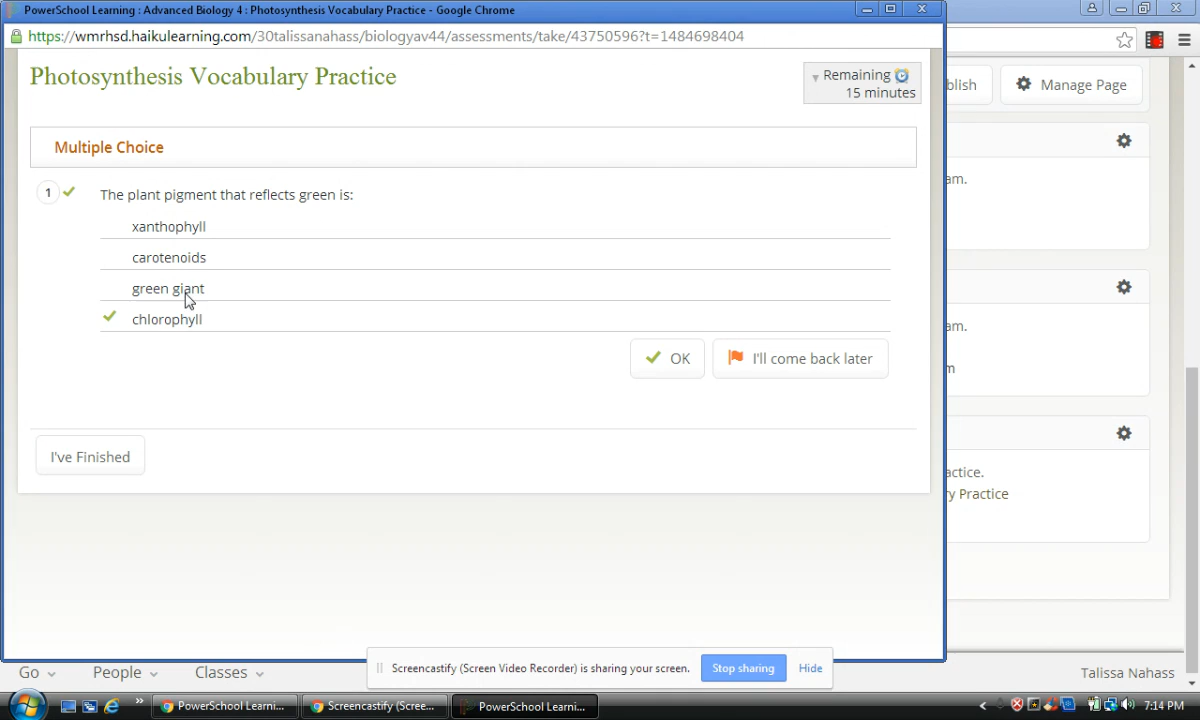 PowerSchool Learning : Advanced Biology 4 : Photosynthesis Vocabulary Practice - Google Chrome
https://wmrhsd.haikulearning.com/30talissanahass/biologyav44/assessments/take/43750596?t=1484698404
Photosynthesis Vocabulary Practice
Remaining
15 minutes
blish
Manage Page
Multiple Choice
am.
1
The plant pigment that reflects green is:
xanthophyll
carotenoids
green giant
chlorophyll
am.
m
OK
I'll come back later
I've Finished
actice.
y Practice
Screencastify (Screen Video Recorder) is sharing your screen.
Stop sharing
Hide
Go
People
Classes
Talissa Nahass
PowerSchool Learni...
Screencastify (Scree...
PowerSchool Learni...
7:14 PM